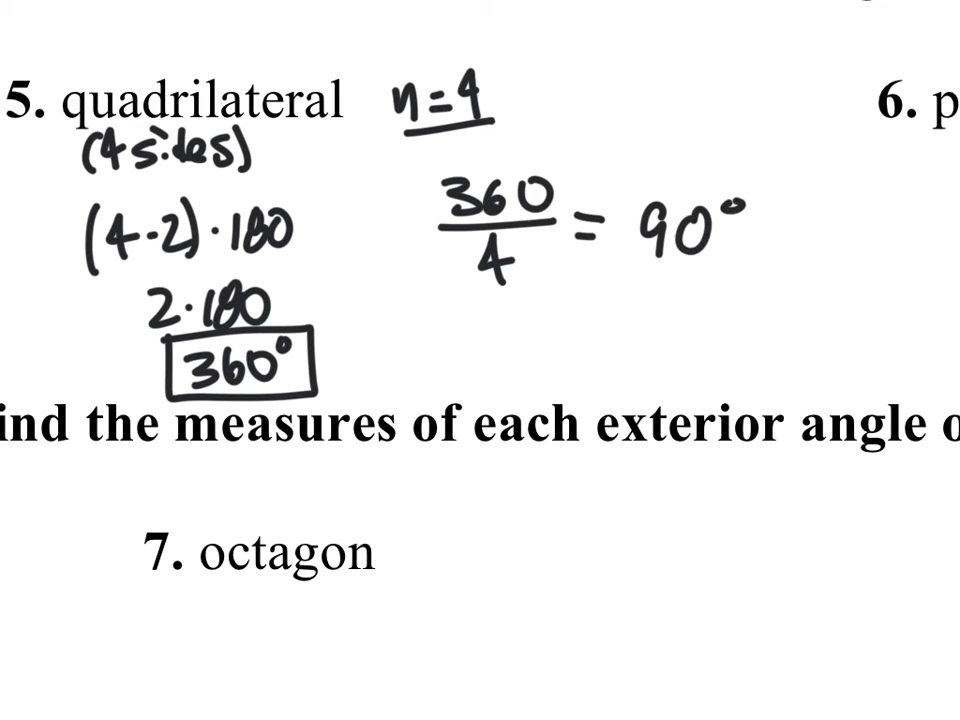 5. quadrilateral n=4
6. p
(4 sides)
(4-2)·180
2·180
360°
360/4 = 90°
ind the measures of each exterior angle o
7. octagon